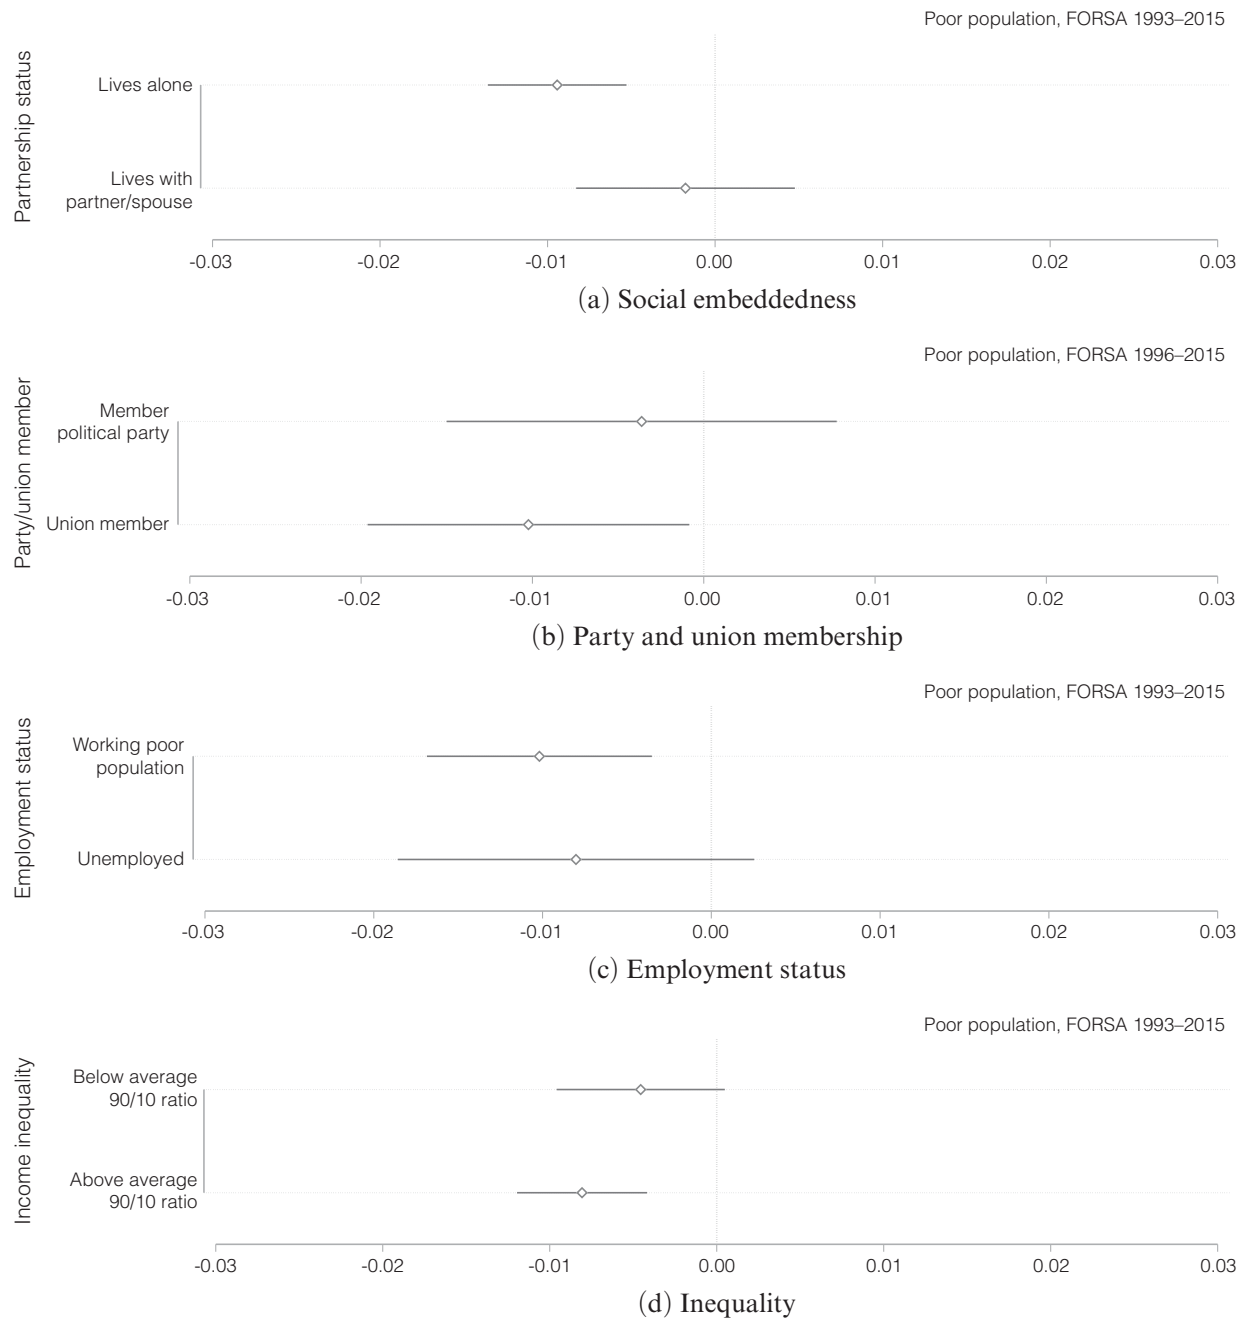 Poor population, FORSA 1993–2015
Partnership status
Lives alone
Lives with
partner/spouse
-0.03 -0.02 -0.01 0.00 0.01 0.02 0.03
(a) Social embeddedness
Poor population, FORSA 1996–2015
Party/union member
Member
political party
Union member
-0.03 -0.02 -0.01 0.00 0.01 0.02 0.03
(b) Party and union membership
Poor population, FORSA 1993–2015
Employment status
Working poor
population
Unemployed
-0.03 -0.02 -0.01 0.00 0.01 0.02 0.03
(c) Employment status
Poor population, FORSA 1993–2015
Income inequality
Below average
90/10 ratio
Above average
90/10 ratio
-0.03 -0.02 -0.01 0.00 0.01 0.02 0.03
(d) Inequality